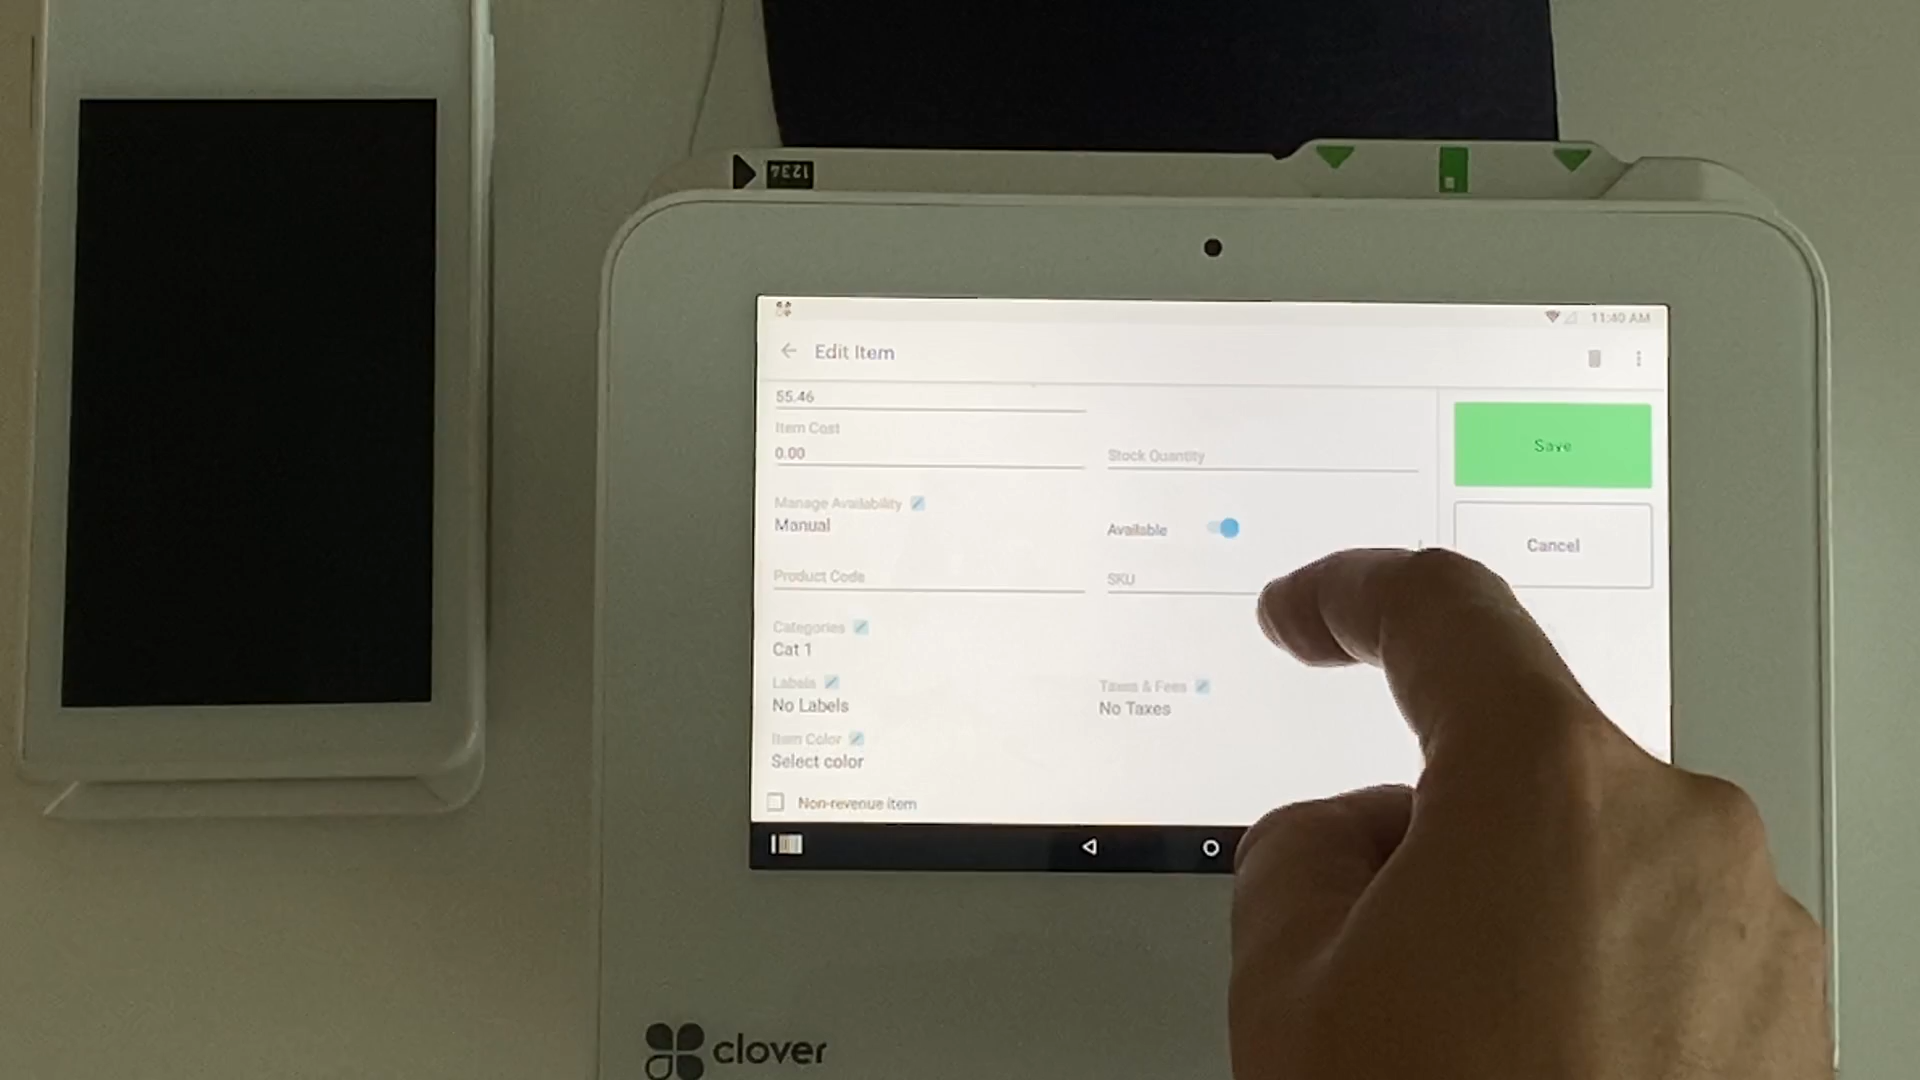 1234
11:40 AM
Edit Item
55.46
Item Cost
0.00
Stock Quantity
Save
Manage Availability
Manual
Available
Cancel
Product Code
SKU
Categories
Cat 1
Labels
No Labels
Taxes & Fees
No Taxes
Item Color
Select color
Non-revenue item
clover